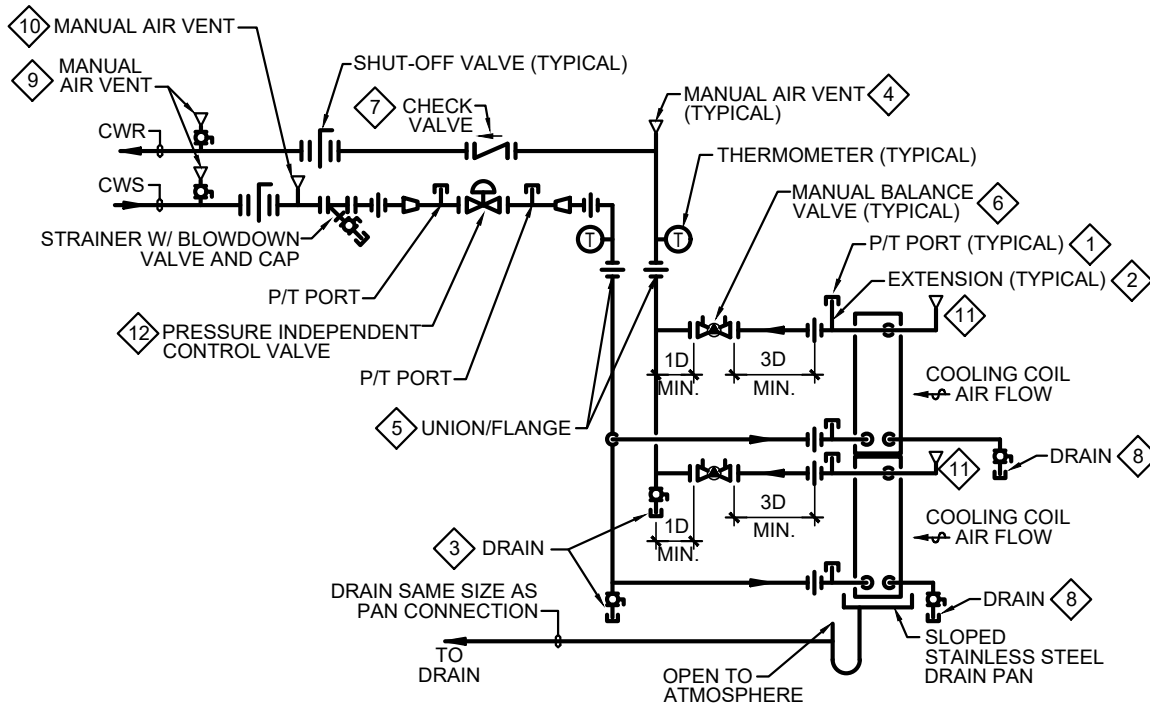 10 MANUAL AIR VENT
SHUT-OFF VALVE (TYPICAL)
9 MANUAL
AIR VENT
7 CHECK
VALVE
MANUAL AIR VENT 4
(TYPICAL)
CWR
THERMOMETER (TYPICAL)
CWS
MANUAL BALANCE
VALVE (TYPICAL) 6
STRAINER W/ BLOWDOWN
VALVE AND CAP
T
T
P/T PORT (TYPICAL) 1
EXTENSION (TYPICAL) 2
P/T PORT
11
12 PRESSURE INDEPENDENT
CONTROL VALVE
1D
MIN.
3D
MIN.
P/T PORT
COOLING COIL
AIR FLOW
5 UNION/FLANGE
DRAIN 8
11
1D
MIN.
3D
MIN.
COOLING COIL
AIR FLOW
3 DRAIN
DRAIN SAME SIZE AS
PAN CONNECTION
DRAIN 8
TO
DRAIN
OPEN TO
ATMOSPHERE
SLOPED
STAINLESS STEEL
DRAIN PAN